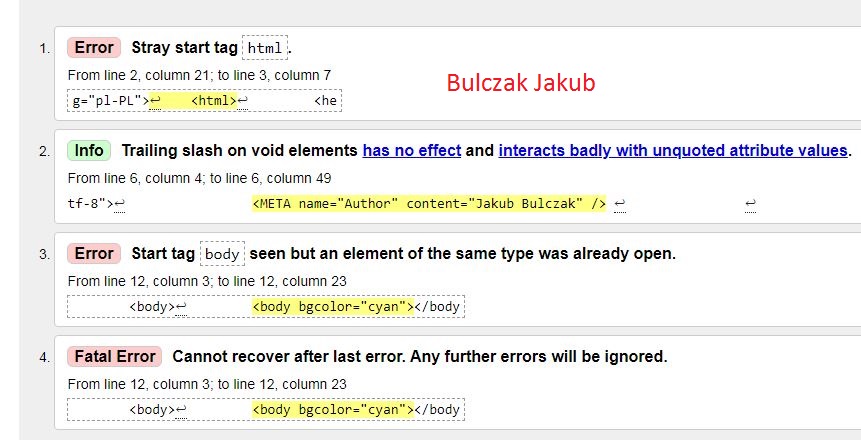 1. Error Stray start tag html.
From line 2, column 21; to line 3, column 7
Bulczak Jakub
g="pl-PL">↩ <html>↩ <he
2. Info Trailing slash on void elements has no effect and interacts badly with unquoted attribute values.
From line 6, column 4; to line 6, column 49
tf-8">↩ <META name="Author" content="Jakub Bulczak" /> ↩ ↩
3. Error Start tag body seen but an element of the same type was already open.
From line 12, column 3; to line 12, column 23
<body>↩ <body bgcolor="cyan"></body
4. Fatal Error Cannot recover after last error. Any further errors will be ignored.
From line 12, column 3; to line 12, column 23
<body>↩ <body bgcolor="cyan"></body